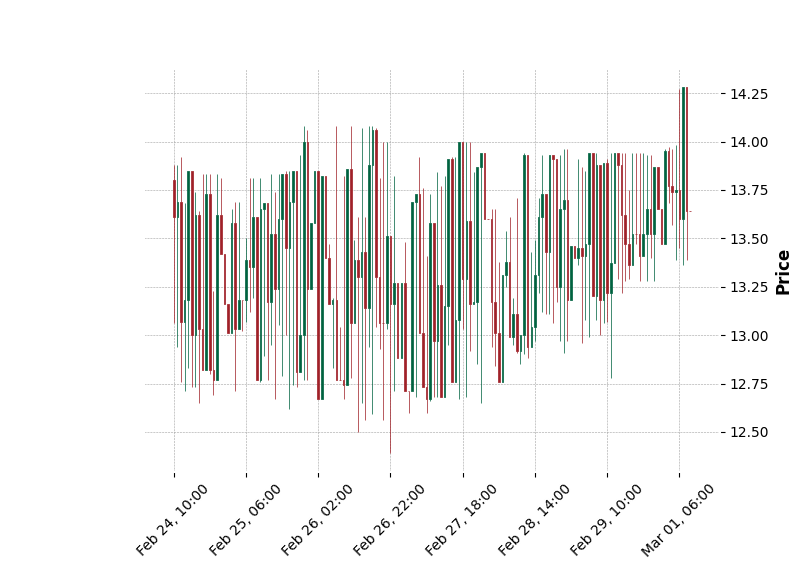 14.25
14.00
13.75
13.50
13.25
13.00
12.75
12.50
Price
Feb 24, 10:00
Feb 25, 06:00
Feb 26, 02:00
Feb 26, 22:00
Feb 27, 18:00
Feb 28, 14:00
Feb 29, 10:00
Mar 01, 06:00